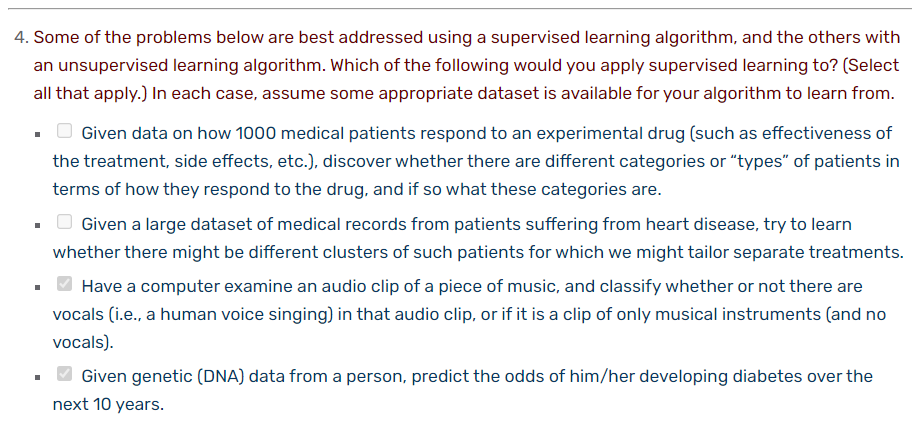 4. Some of the problems below are best addressed using a supervised learning algorithm, and the others with
an unsupervised learning algorithm. Which of the following would you apply supervised learning to? (Select
all that apply.) In each case, assume some appropriate dataset is available for your algorithm to learn from.
Given data on how 1000 medical patients respond to an experimental drug (such as effectiveness of
the treatment, side effects, etc.), discover whether there are different categories or “types” of patients in
terms of how they respond to the drug, and if so what these categories are.
Given a large dataset of medical records from patients suffering from heart disease, try to learn
whether there might be different clusters of such patients for which we might tailor separate treatments.
Have a computer examine an audio clip of a piece of music, and classify whether or not there are
vocals (i.e., a human voice singing) in that audio clip, or if it is a clip of only musical instruments (and no
vocals).
Given genetic (DNA) data from a person, predict the odds of him/her developing diabetes over the
next 10 years.